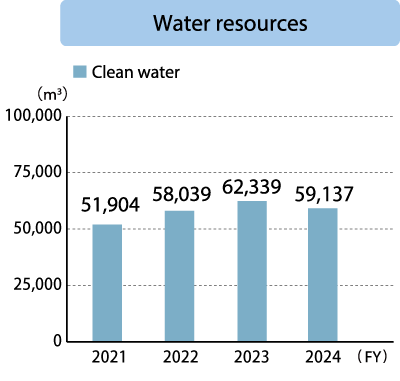 Water resources
Clean water
(m³)
100,000
75,000
50,000
25,000
0
51,904
58,039
62,339
59,137
2021 2022 2023 2024 (FY)